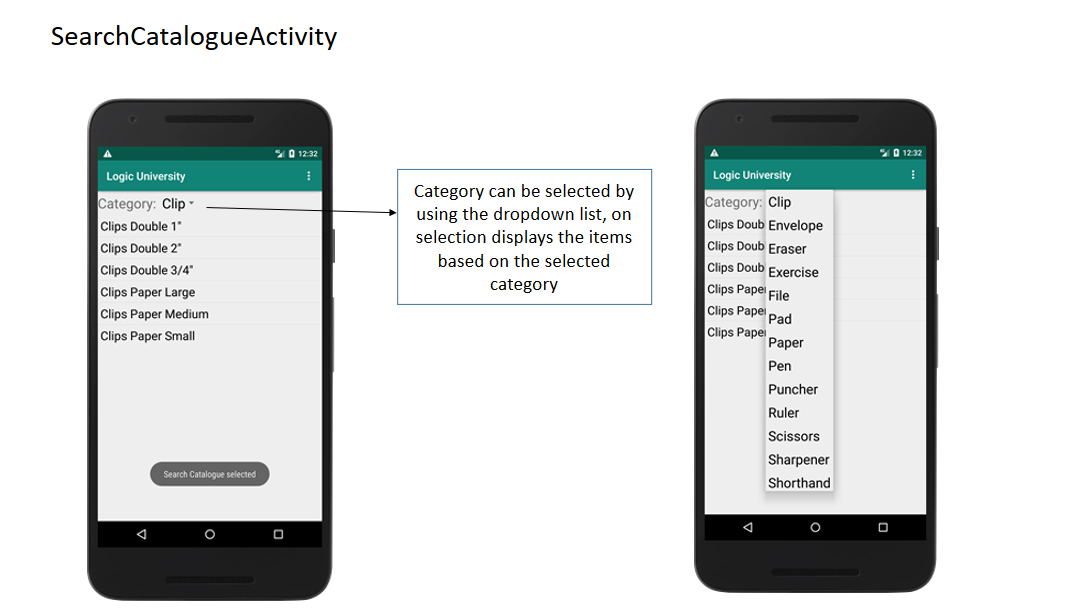 SearchCatalogueActivity
12:32
Logic University
Category: Clip
Clips Double 1"
Clips Double 2"
Clips Double 3/4"
Clips Paper Large
Clips Paper Medium
Clips Paper Small
Search Catalogue selected
Category can be selected by
using the dropdown list, on
selection displays the items
based on the selected
category
12:32
Logic University
Category: Clip
Clips Doub Envelope
Clips Doub Eraser
Clips Doub Exercise
Clips Paper File
Clips Paper Pad
Clips Paper Paper
Pen
Puncher
Ruler
Scissors
Sharpener
Shorthand